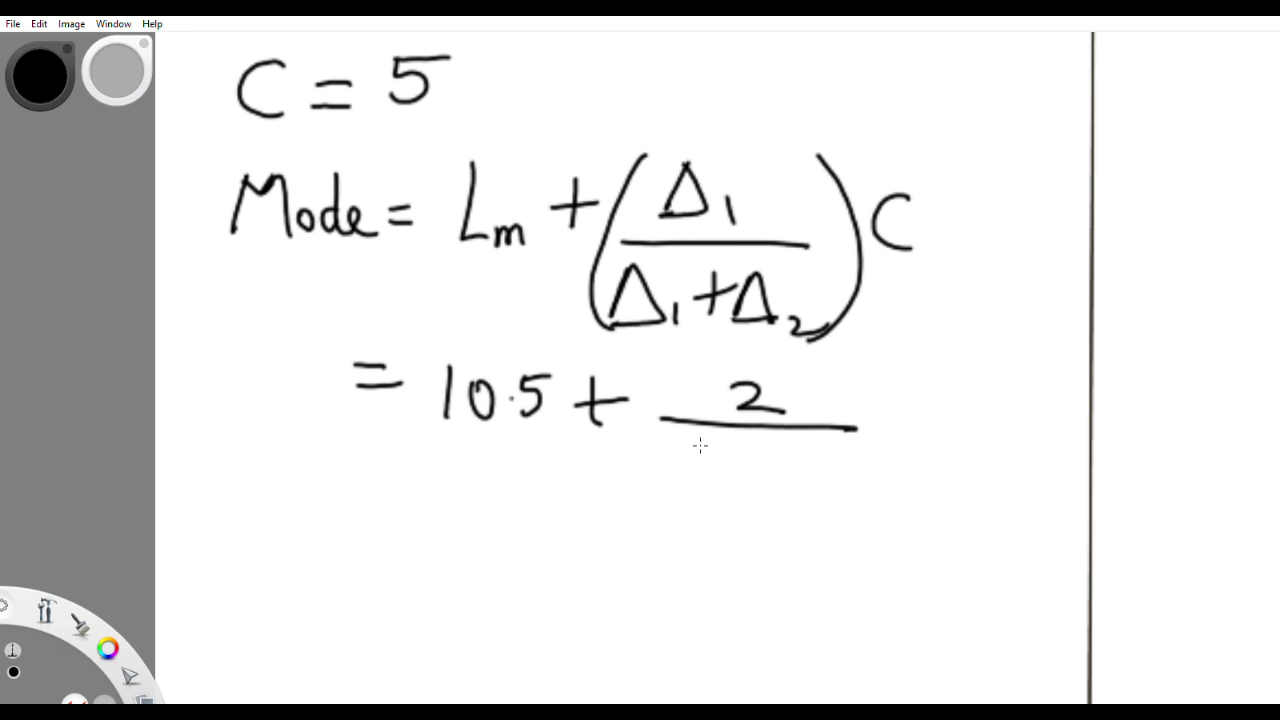 File Edit Image Window Help
C = 5
Mode = Lm + (Δ1 / Δ1 + Δ2) C
= 10.5 + 2